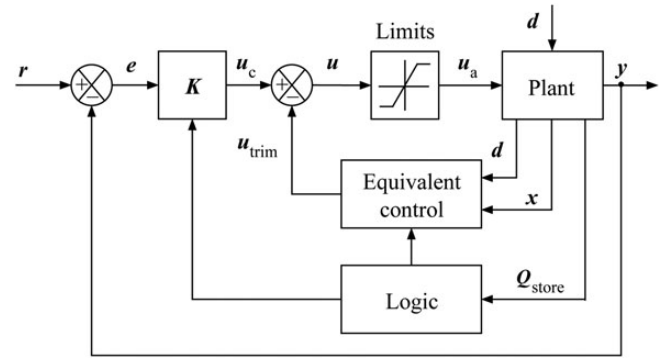 d
Limits
r
e
u_c
u
u_a
y
+
−
K
+
−
Plant
u_trim
d
Equivalent
control
x
Q_store
Logic